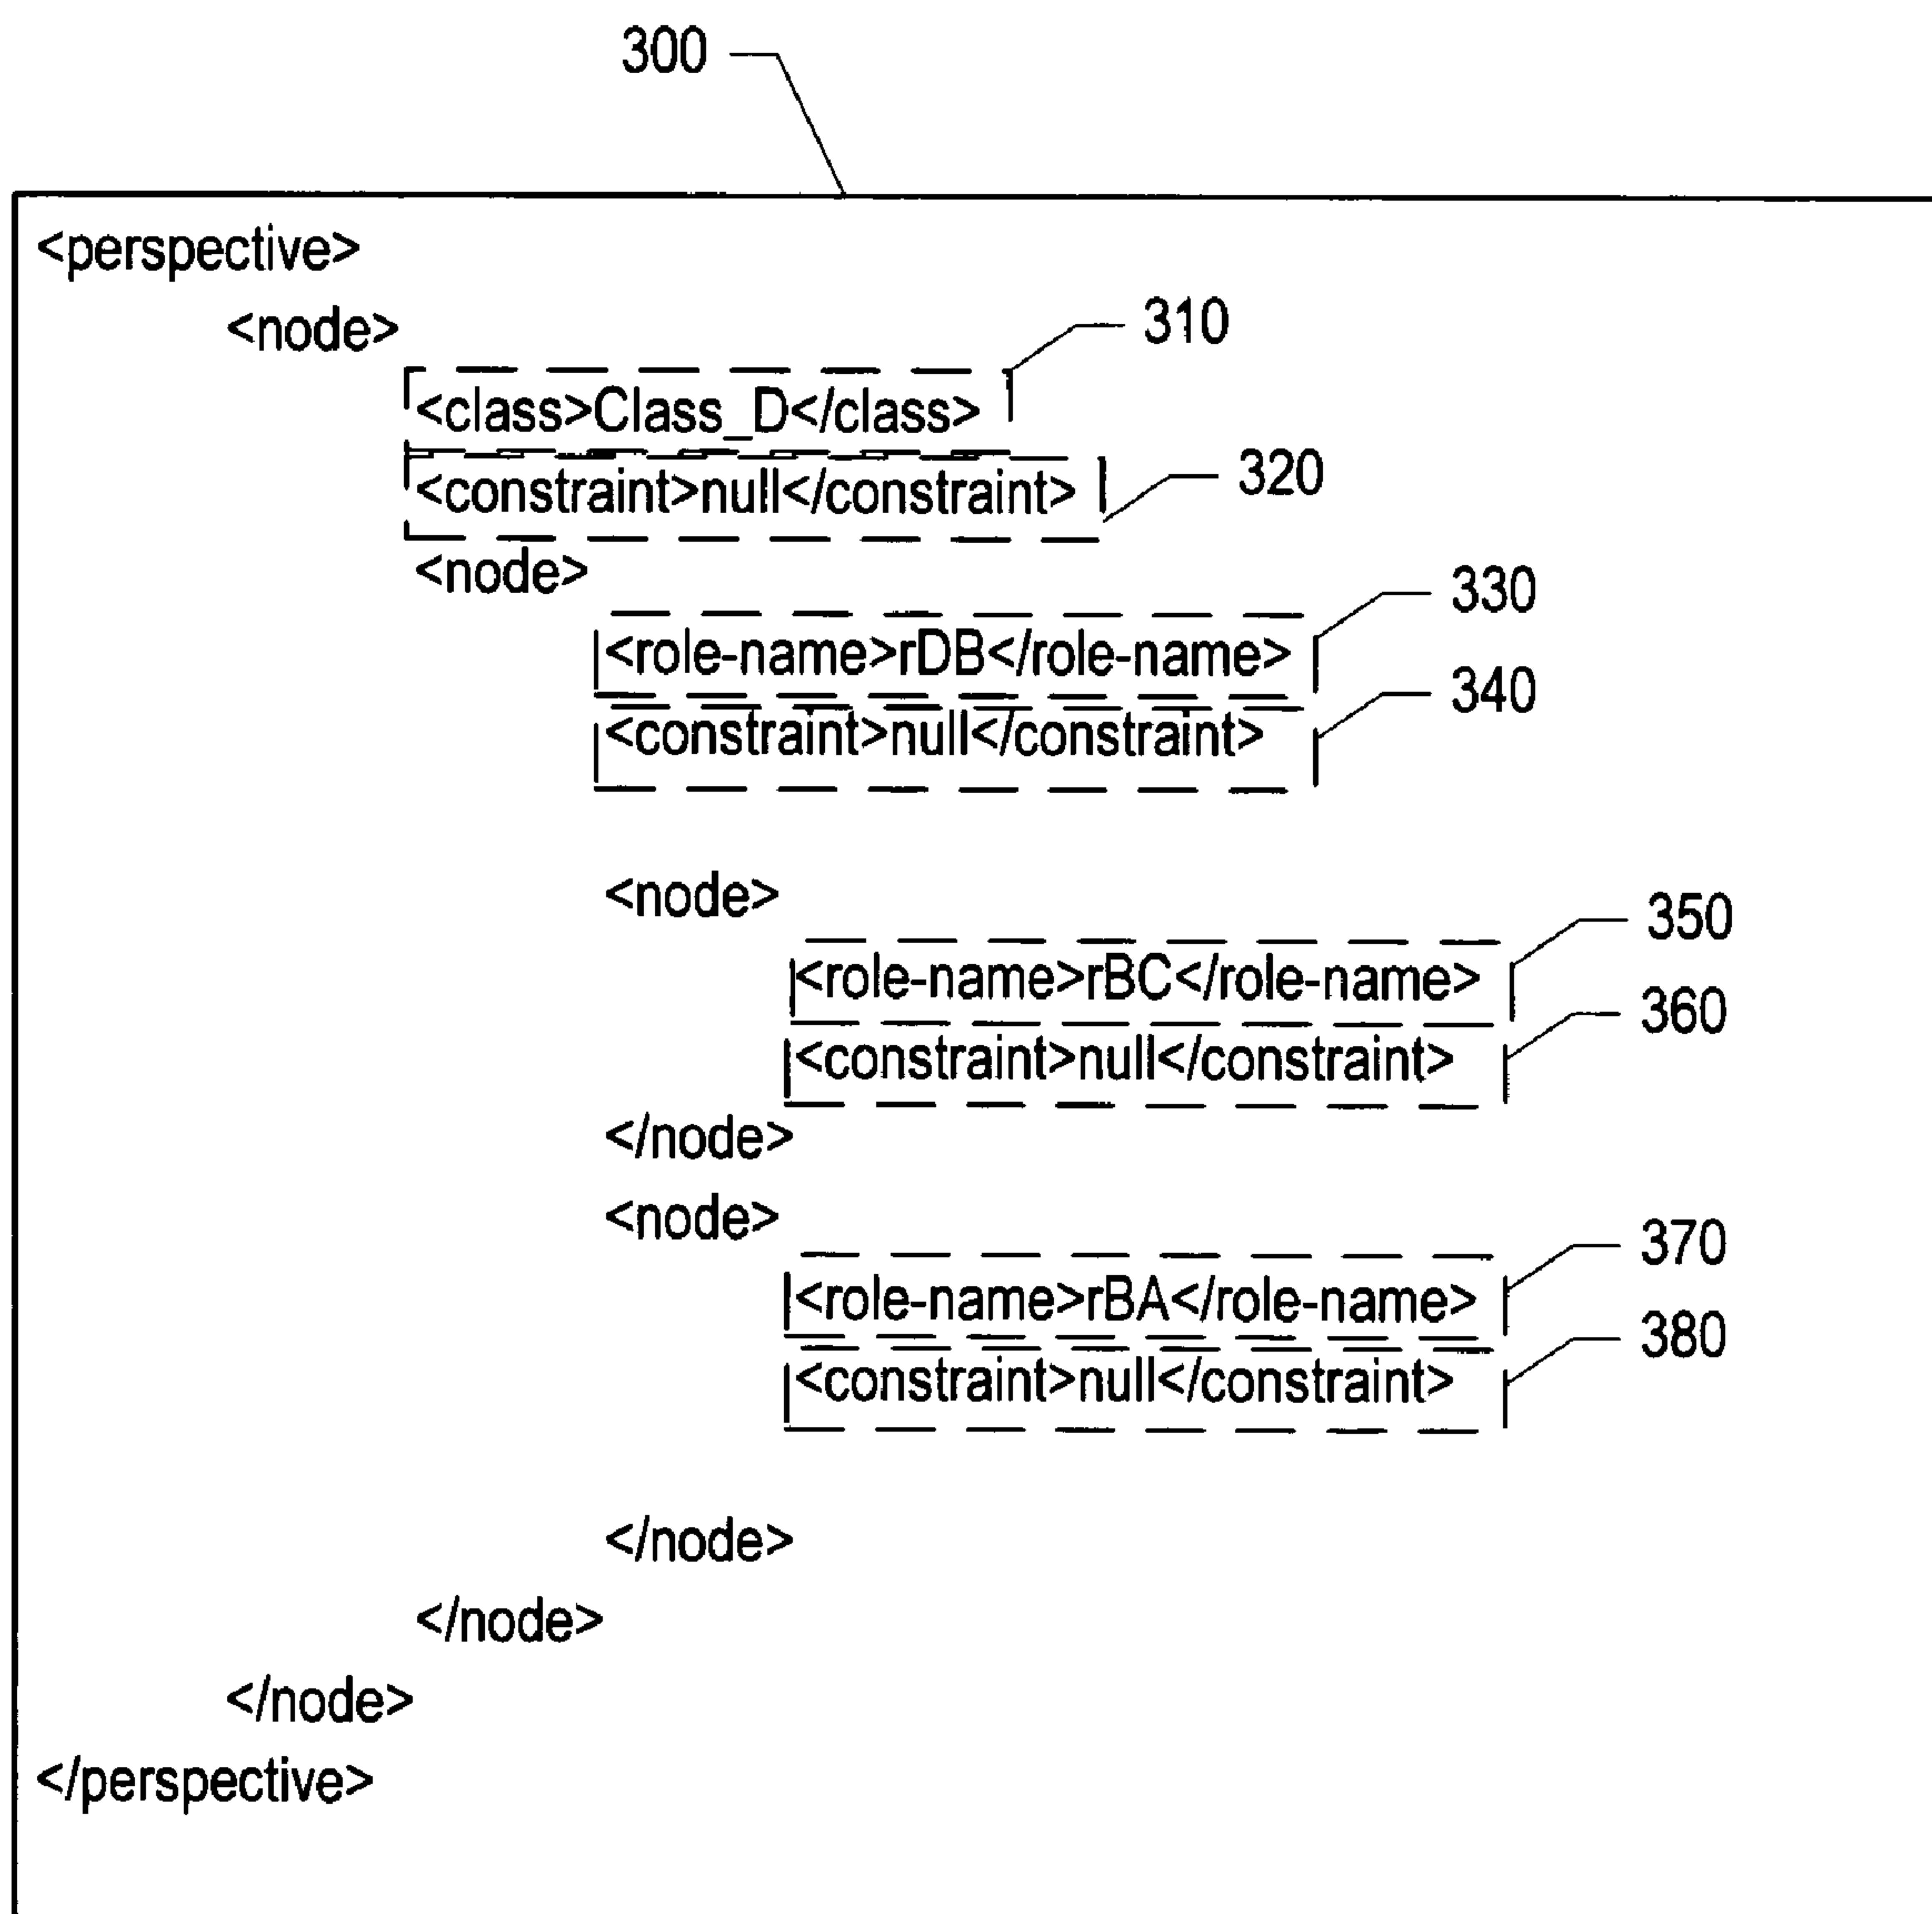 300
<perspective>
<node>
310
<class>Class_D</class>
320
<constraint>null</constraint>
<node>
330
<role-name>rDB</role-name>
340
<constraint>null</constraint>
<node>
350
<role-name>rBC</role-name>
360
<constraint>null</constraint>
</node>
<node>
370
<role-name>rBA</role-name>
380
<constraint>null</constraint>
</node>
</node>
</node>
</perspective>